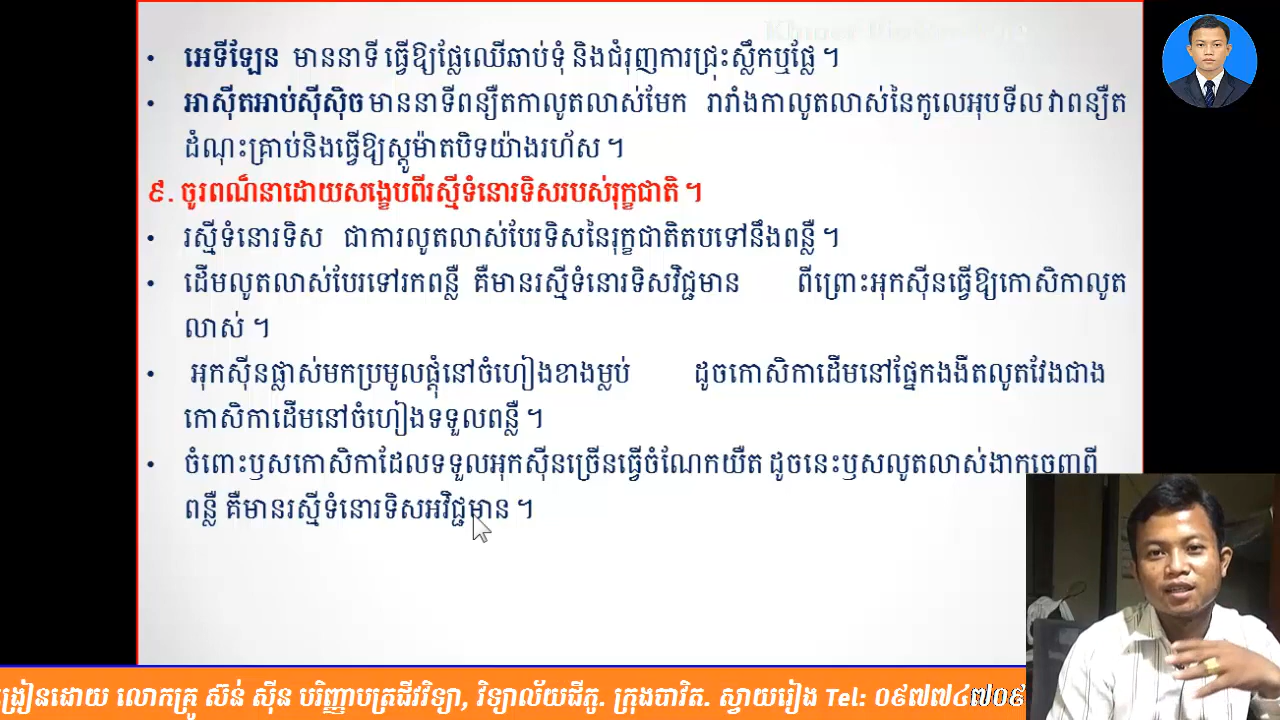 • អេទីឡែន មាននាទី ធ្វើឱ្យផ្លែឈើឆាប់ទុំ និងជំរុញការជ្រុះស្លឹកឬផ្លែ ។
• អាស៊ីតអាប់ស៊ីស៊ិច មាននាទីពន្យឺតកាលូតលាស់មែក រារាំងកាលូតលាស់នៃកូលេអុបទីល វាពន្យឺត
ដំណុះគ្រាប់និងធ្វើឱ្យស្តូម៉ាតបិទយ៉ាងរហ័ស ។
៩. ចូរពណ៌នាដោយសង្ខេបពីរស្មីទំនោរទិសរបស់រុក្ខជាតិ ។
• រស្មីទំនោរទិស ជាការលូតលាស់បែរទិសនៃរុក្ខជាតិតបទៅនឹងពន្លឺ ។
• ដើមលូតលាស់បែរទៅរកពន្លឺ គឺមានរស្មីទំនោរទិសវិជ្ជមាន ពីព្រោះអុកស៊ីនធ្វើឱ្យកោសិកាលូត
លាស់ ។
• អុកស៊ីនផ្លាស់មកប្រមូលផ្តុំនៅចំហៀងខាងម្លប់ ដូចកោសិកាដើមនៅផ្នែកងងឹតលូតវែងជាង
កោសិកាដើមនៅចំហៀងទទួលពន្លឺ ។
• ចំពោះឫសកោសិកាដែលទទួលអុកស៊ីនច្រើនធ្វើចំណែកយឺត ដូចនេះឫសលូតលាស់ងាកចេញពី
ពន្លឺ គឺមានរស្មីទំនោរទិសអវិជ្ជមាន ។
ង្រៀនដោយ លោកគ្រូ ស៊ន់ ស៊ីន បរិញ្ញាបត្រជីវវិទ្យា, វិទ្យាល័យដីភូ. ក្រុងបាវិត. ស្វាយរៀង Tel: ០៩៧៧៤៧០៩